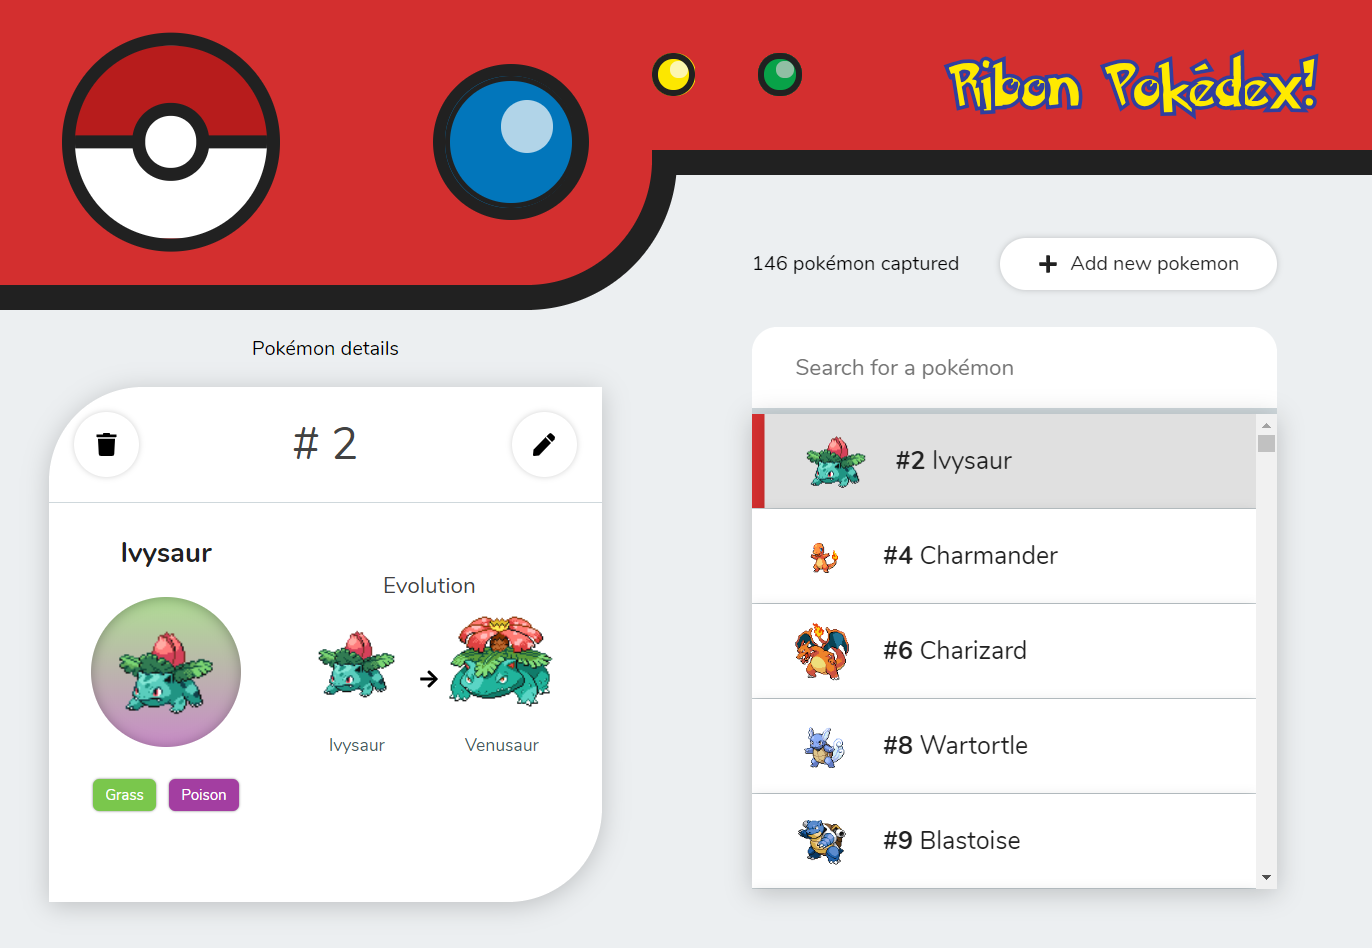 Ribon Pokédex!
146 pokémon captured
Add new pokemon
Pokémon details
# 2
Ivysaur
Evolution
Ivysaur
Venusaur
Grass
Poison
Search for a pokémon
#2 Ivysaur
#4 Charmander
#6 Charizard
#8 Wartortle
#9 Blastoise